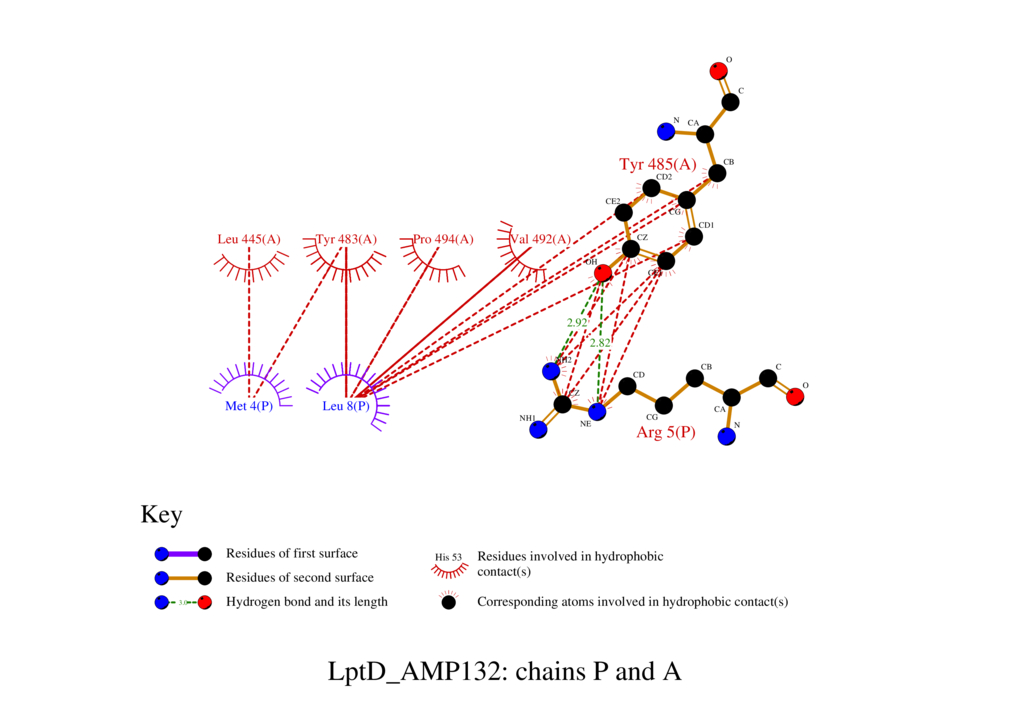 O
C
N
CA
CB
Tyr 485(A)
CD2
CE2
CG
CD1
CZ
OH
Leu 445(A)
Tyr 483(A)
Pro 494(A)
Val 492(A)
2.92
2.82
NH2
CZ
NH1
NE
CD
CG
CB
CA
C
O
N
Met 4(P)
Leu 8(P)
Arg 5(P)
Key
Residues of first surface
Residues of second surface
3.0
Hydrogen bond and its length
His 53
Residues involved in hydrophobic
contact(s)
Corresponding atoms involved in hydrophobic contact(s)
LptD_AMP132: chains P and A